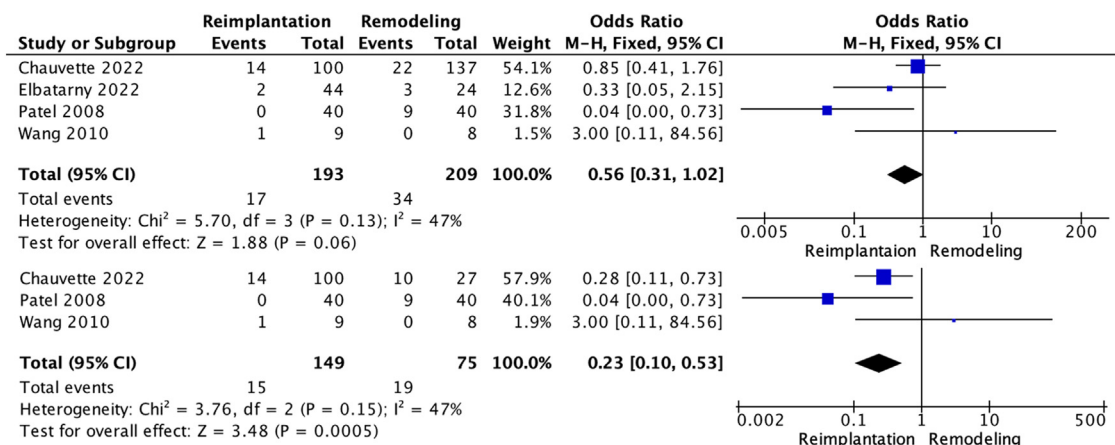 Reimplantation Remodeling Odds Ratio Odds Ratio
Study or Subgroup Events Total Events Total Weight M-H, Fixed, 95% CI M-H, Fixed, 95% CI
Chauvette 2022 14 100 22 137 54.1% 0.85 [0.41, 1.76]
Elbatarny 2022 2 44 3 24 12.6% 0.33 [0.05, 2.15]
Patel 2008 0 40 9 40 31.8% 0.04 [0.00, 0.73]
Wang 2010 1 9 0 8 1.5% 3.00 [0.11, 84.56]
Total (95% CI) 193 209 100.0% 0.56 [0.31, 1.02]
Total events 17 34
Heterogeneity: Chi² = 5.70, df = 3 (P = 0.13); I² = 47%
Test for overall effect: Z = 1.88 (P = 0.06)
0.005 0.1 1 10 200
Reimplantaion Remodeling
Chauvette 2022 14 100 10 27 57.9% 0.28 [0.11, 0.73]
Patel 2008 0 40 9 40 40.1% 0.04 [0.00, 0.73]
Wang 2010 1 9 0 8 1.9% 3.00 [0.11, 84.56]
Total (95% CI) 149 75 100.0% 0.23 [0.10, 0.53]
Total events 15 19
Heterogeneity: Chi² = 3.76, df = 2 (P = 0.15); I² = 47%
Test for overall effect: Z = 3.48 (P = 0.0005)
0.002 0.1 1 10 500
Reimplantation Remodeling